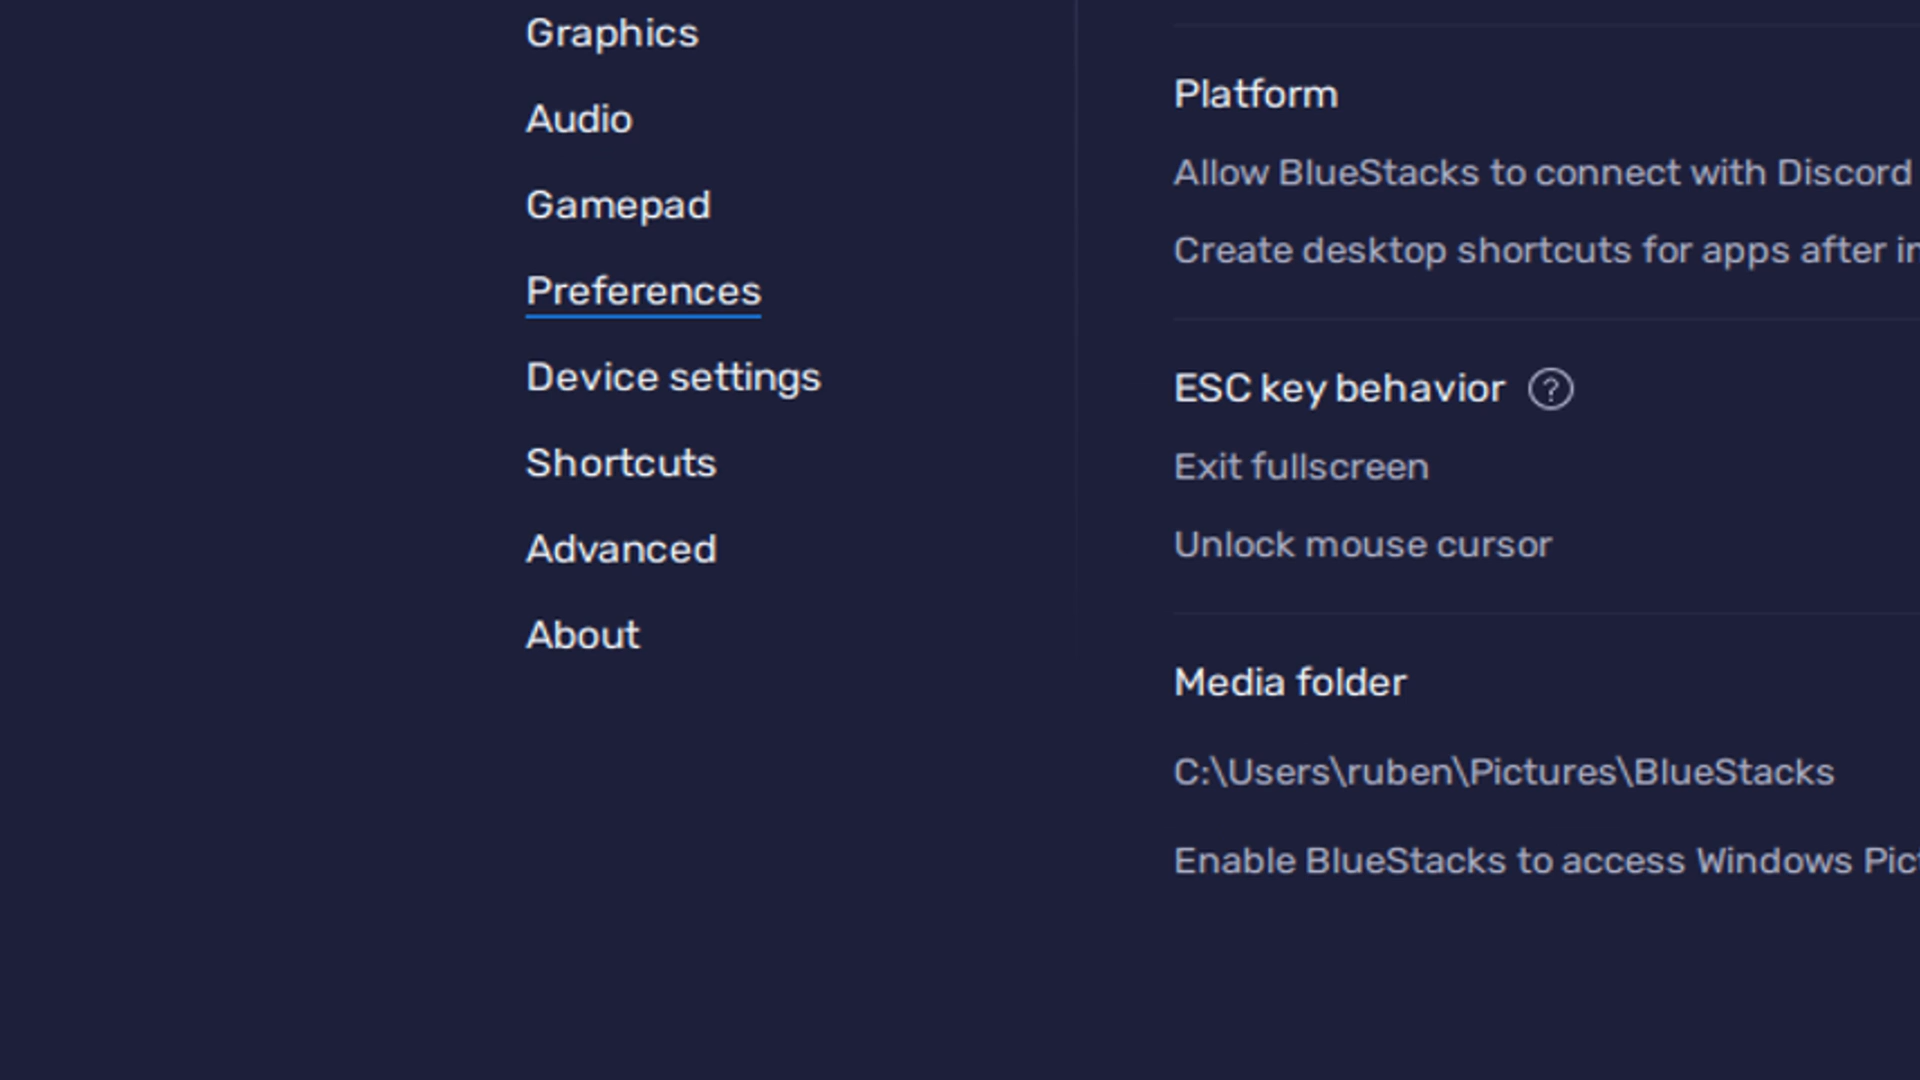 Graphics
Audio
Gamepad
Preferences
Device settings
Shortcuts
Advanced
About
Platform
Allow BlueStacks to connect with Discord
Create desktop shortcuts for apps after
ESC key behavior ?
Exit fullscreen
Unlock mouse cursor
Media folder
C:\Users\ruben\Pictures\BlueStacks
Enable BlueStacks to access Windows